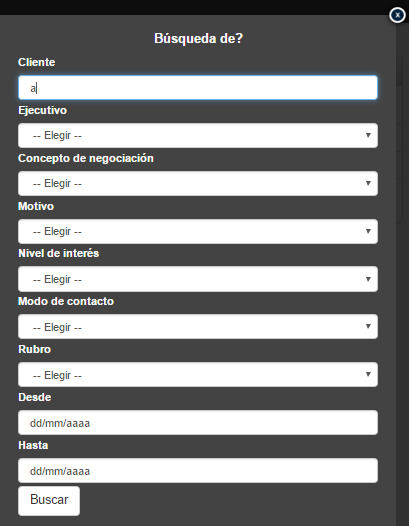 x
Búsqueda de?
Cliente
a
Ejecutivo
-- Elegir --
Concepto de negociación
-- Elegir --
Motivo
-- Elegir --
Nivel de interés
-- Elegir --
Modo de contacto
-- Elegir --
Rubro
-- Elegir --
Desde
dd/mm/aaaa
Hasta
dd/mm/aaaa
Buscar